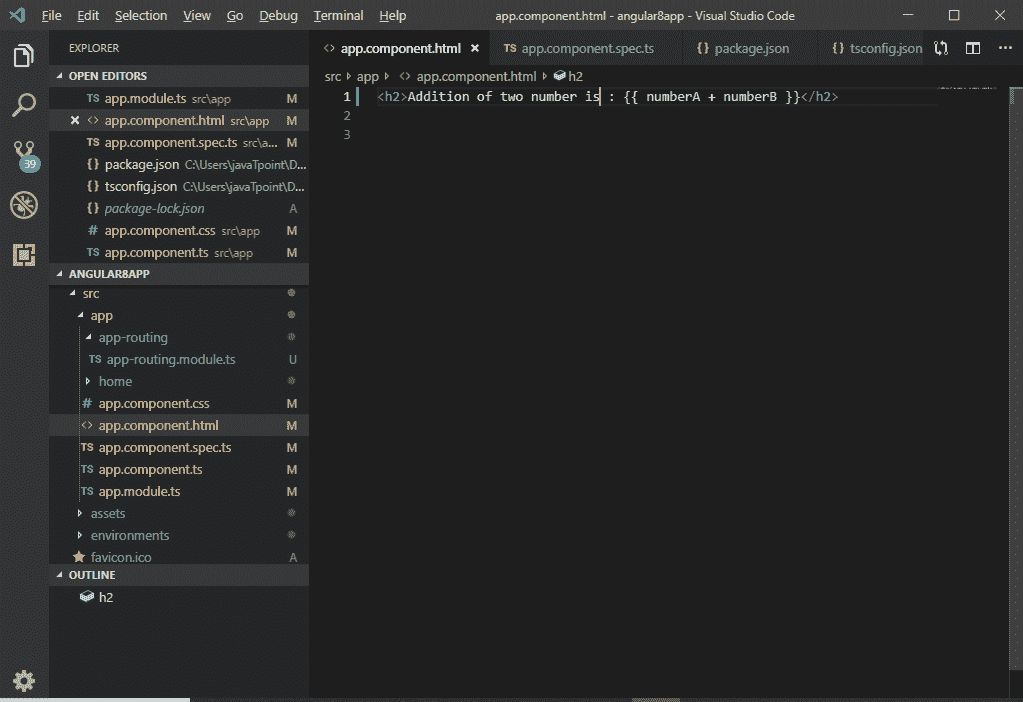 File Edit Selection View Go Debug Terminal Help app.component.html - angular8app - Visual Studio Code
EXPLORER
OPEN EDITORS
TS app.module.ts src\app M
<> app.component.html src\app M
TS app.component.spec.ts src\a... M
{} package.json C:\Users\javaTpoint\D...
{} tsconfig.json C:\Users\javaTpoint\D...
{} package-lock.json A
# app.component.css src\app M
TS app.component.ts src\app M
ANGULAR8APP
src
app
app-routing
TS app-routing.module.ts U
home
# app.component.css M
<> app.component.html M
TS app.component.spec.ts M
TS app.component.ts M
TS app.module.ts M
assets
environments
favicon.ico A
OUTLINE
h2
39
<> app.component.html TS app.component.spec.ts {} package.json {} tsconfig.json
src app <> app.component.html h2
1 <h2>Addition of two number is : {{ numberA + numberB }}</h2>
2
3